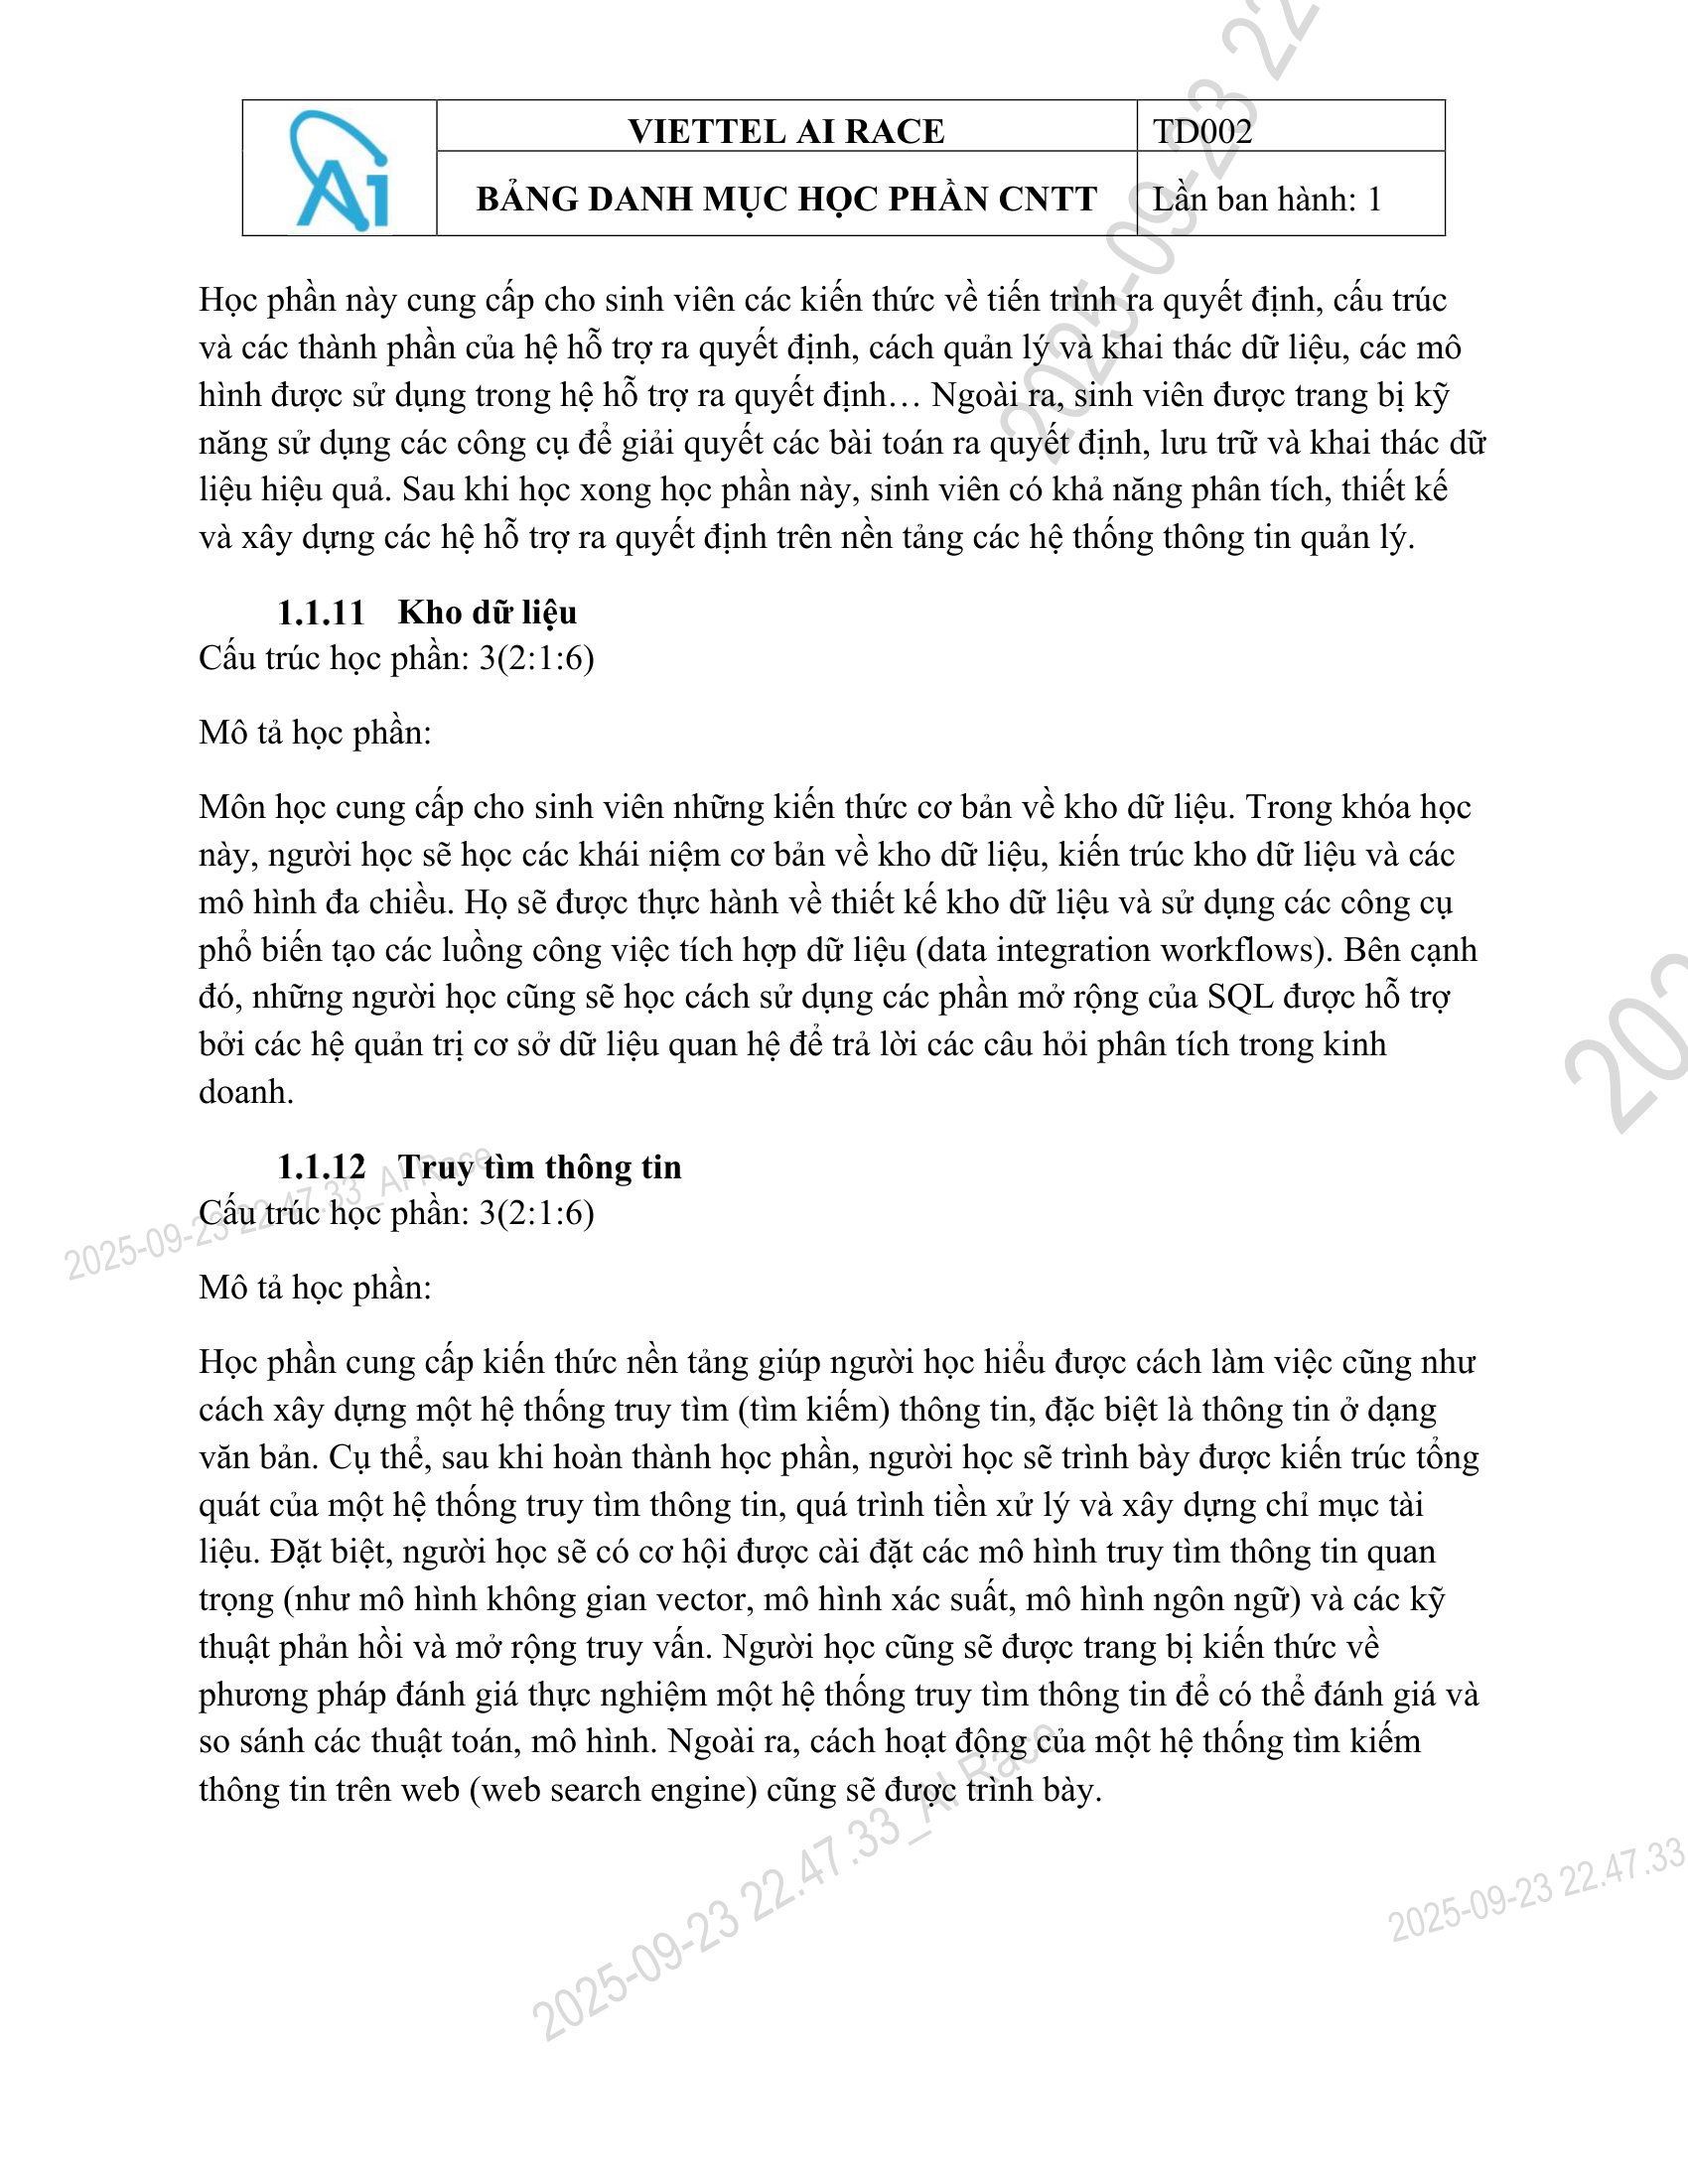 Ai
VIETTEL AI RACE
TD002
BẢNG DANH MỤC HỌC PHẦN CNTT
Lần ban hành: 1
Học phần này cung cấp cho sinh viên các kiến thức về tiến trình ra quyết định, cấu trúc
và các thành phần của hệ hỗ trợ ra quyết định, cách quản lý và khai thác dữ liệu, các mô
hình được sử dụng trong hệ hỗ trợ ra quyết định… Ngoài ra, sinh viên được trang bị kỹ
năng sử dụng các công cụ để giải quyết các bài toán ra quyết định, lưu trữ và khai thác dữ
liệu hiệu quả. Sau khi học xong học phần này, sinh viên có khả năng phân tích, thiết kế
và xây dựng các hệ hỗ trợ ra quyết định trên nền tảng các hệ thống thông tin quản lý.
1.1.11 Kho dữ liệu
Cấu trúc học phần: 3(2:1:6)
Mô tả học phần:
Môn học cung cấp cho sinh viên những kiến thức cơ bản về kho dữ liệu. Trong khóa học
này, người học sẽ học các khái niệm cơ bản về kho dữ liệu, kiến trúc kho dữ liệu và các
mô hình đa chiều. Họ sẽ được thực hành về thiết kế kho dữ liệu và sử dụng các công cụ
phổ biến tạo các luồng công việc tích hợp dữ liệu (data integration workflows). Bên cạnh
đó, những người học cũng sẽ học cách sử dụng các phần mở rộng của SQL được hỗ trợ
bởi các hệ quản trị cơ sở dữ liệu quan hệ để trả lời các câu hỏi phân tích trong kinh
doanh.
1.1.12 Truy tìm thông tin
Cấu trúc học phần: 3(2:1:6)
Mô tả học phần:
Học phần cung cấp kiến thức nền tảng giúp người học hiểu được cách làm việc cũng như
cách xây dựng một hệ thống truy tìm (tìm kiếm) thông tin, đặc biệt là thông tin ở dạng
văn bản. Cụ thể, sau khi hoàn thành học phần, người học sẽ trình bày được kiến trúc tổng
quát của một hệ thống truy tìm thông tin, quá trình tiền xử lý và xây dựng chỉ mục tài
liệu. Đặt biệt, người học sẽ có cơ hội được cài đặt các mô hình truy tìm thông tin quan
trọng (như mô hình không gian vector, mô hình xác suất, mô hình ngôn ngữ) và các kỹ
thuật phản hồi và mở rộng truy vấn. Người học cũng sẽ được trang bị kiến thức về
phương pháp đánh giá thực nghiệm một hệ thống truy tìm thông tin để có thể đánh giá và
so sánh các thuật toán, mô hình. Ngoài ra, cách hoạt động của một hệ thống tìm kiếm
thông tin trên web (web search engine) cũng sẽ được trình bày.
2025-09-23 22
202
2025-09-23 22.47.33_AI Race
2025-09-23 22.47.33_AI Race
2025-09-23 22.47.33